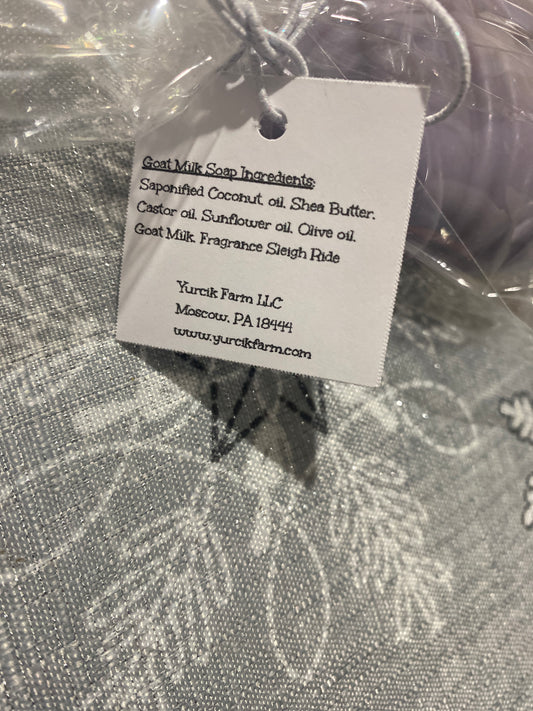 Goat Milk Soap Ingredients:
Saponified Coconut oil, Shea Butter,
Castor oil, Sunflower oil, Olive oil,
Goat Milk, Fragrance Sleigh Ride
Yurcik Farm LLC
Moscow, PA 18444
www.yurcikfarm.com